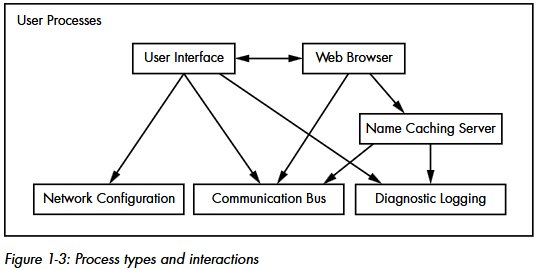 User Processes
User Interface
Web Browser
Name Caching Server
Network Configuration
Communication Bus
Diagnostic Logging
Figure 1-3: Process types and interactions